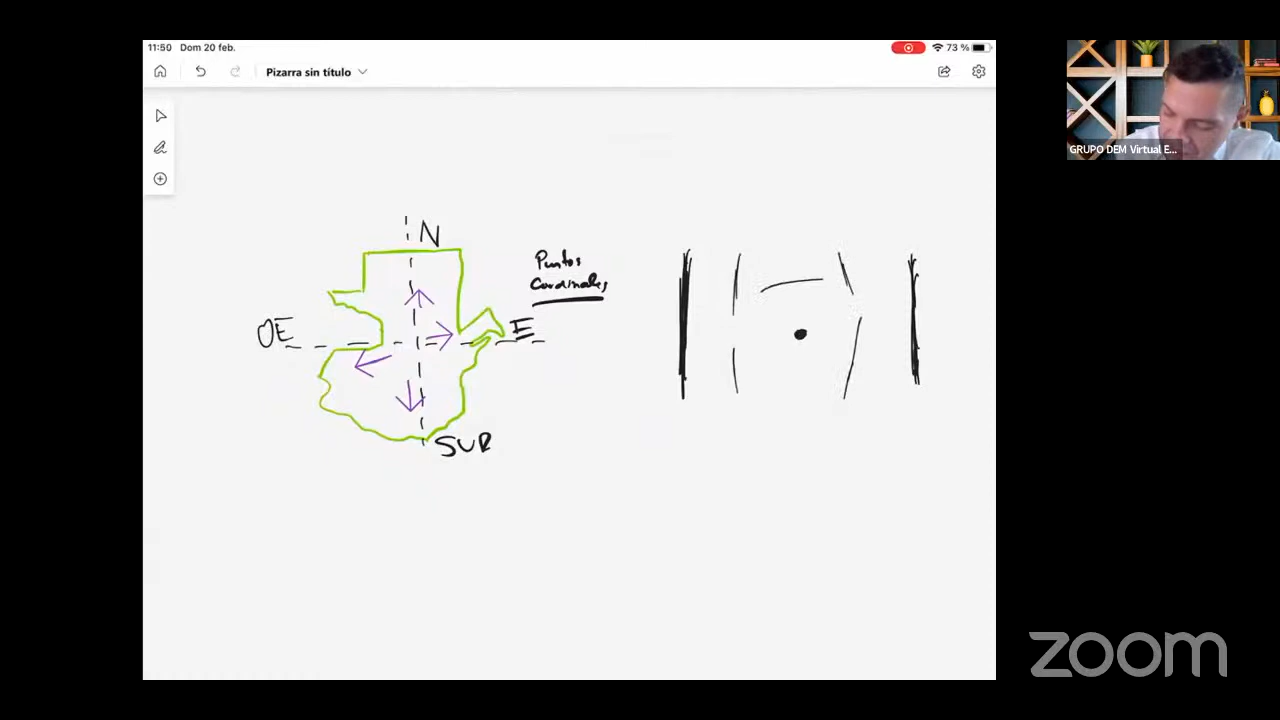 11:50 Dom 20 feb.
73 %
Pizarra sin título
GRUPO DEM Virtual E...
N
Puntos
Cardinales
OE
E
SUR
zoom